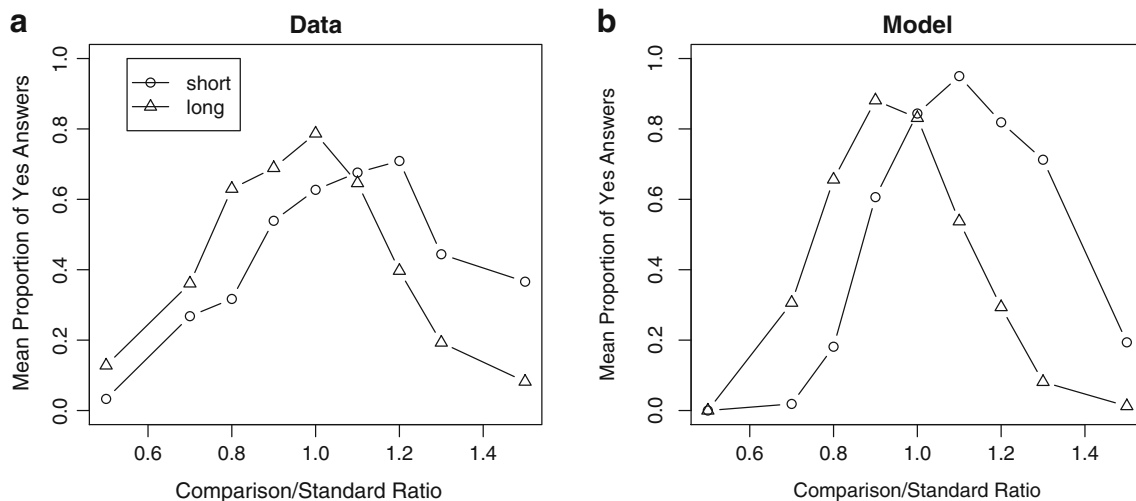 a
Data
Mean Proportion of Yes Answers
1.0
0.8
0.6
0.4
0.2
0.0
short
long
0.6 0.8 1.0 1.2 1.4
Comparison/Standard Ratio
b
Model
Mean Proportion of Yes Answers
1.0
0.8
0.6
0.4
0.2
0.0
0.6 0.8 1.0 1.2 1.4
Comparison/Standard Ratio